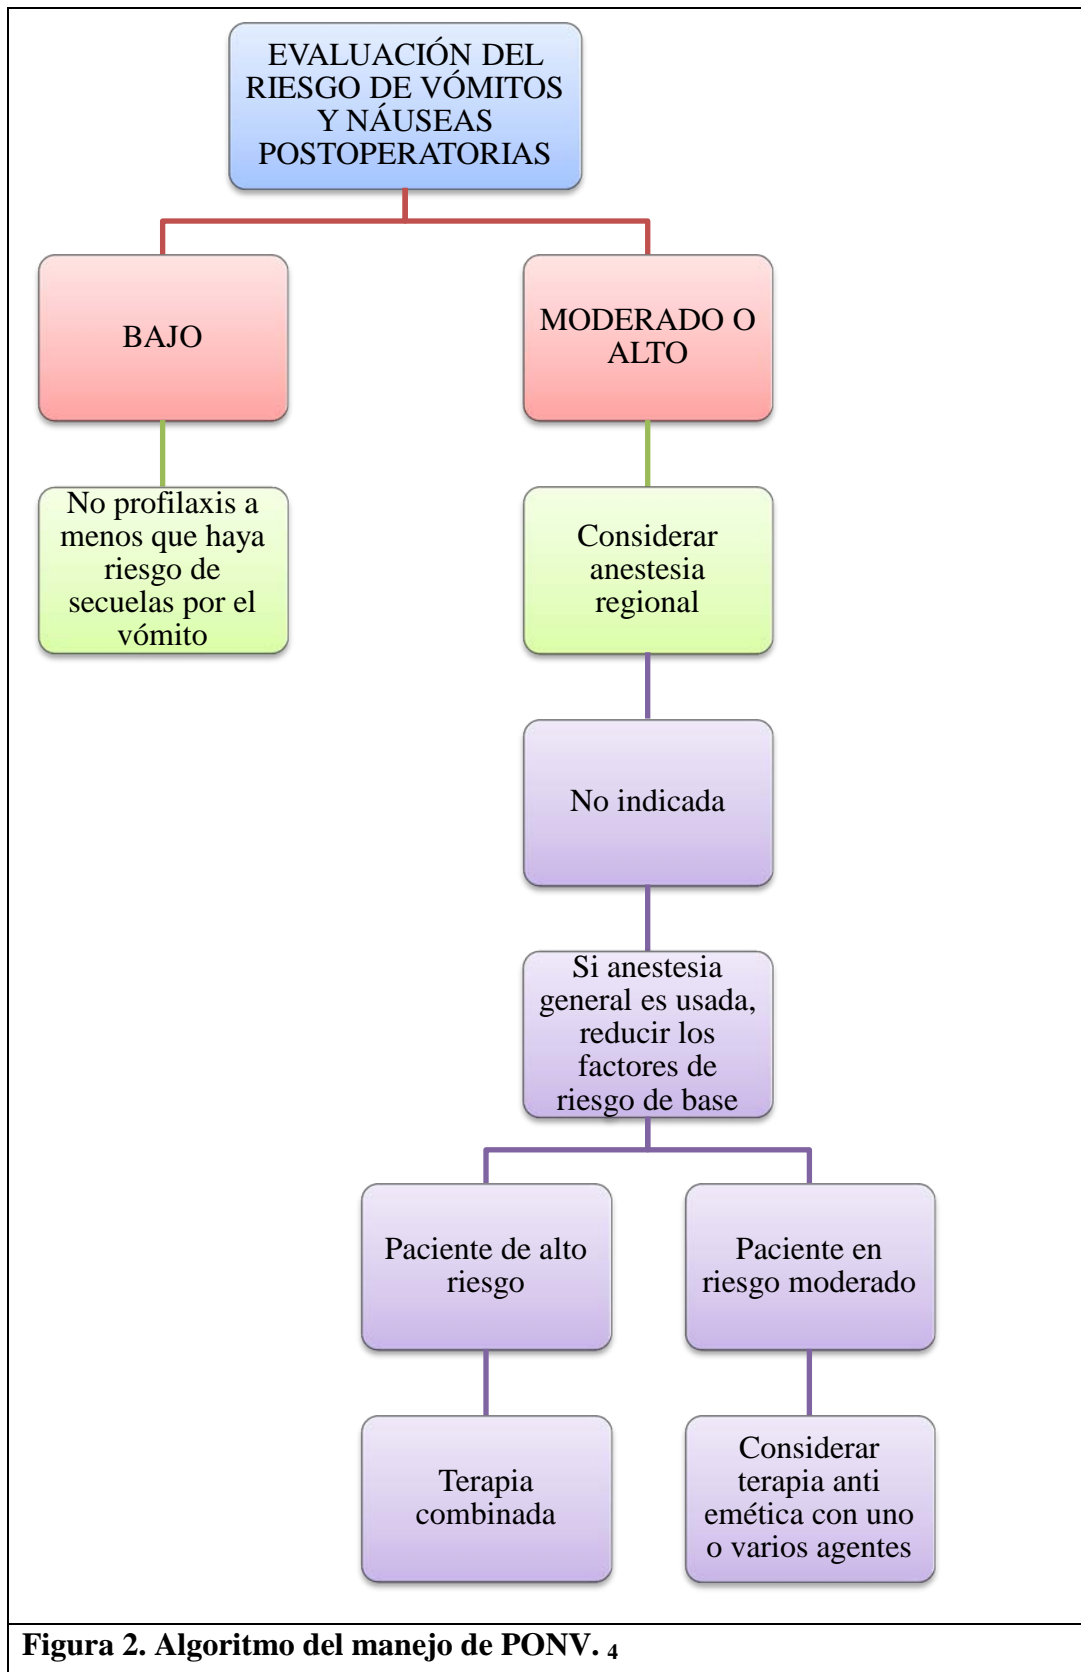 EVALUACIÓN DEL
RIESGO DE VÓMITOS
Y NÁUSEAS
POSTOPERATORIAS
BAJO
MODERADO O
ALTO
No profilaxis a
menos que haya
riesgo de
secuelas por el
vómito
Considerar
anestesia
regional
No indicada
Si anestesia
general es usada,
reducir los
factores de
riesgo de base
Paciente de alto
riesgo
Paciente en
riesgo moderado
Terapia
combinada
Considerar
terapia anti
emética con uno
o varios agentes
Figura 2. Algoritmo del manejo de PONV. 4